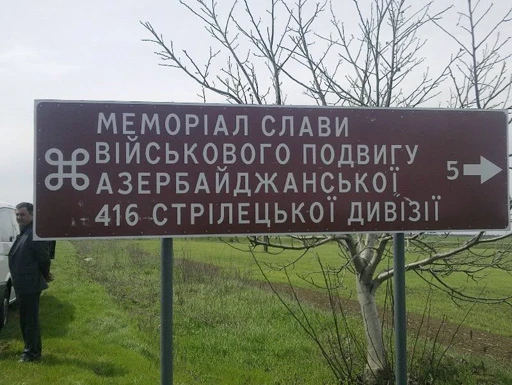 МЕМОРІАЛ СЛАВИ
ВІЙСЬКОВОГО ПОДВИГУ
АЗЕРБАЙДЖАНСЬКОЇ
416 СТРІЛЕЦЬКОЇ ДИВІЗІЇ
5